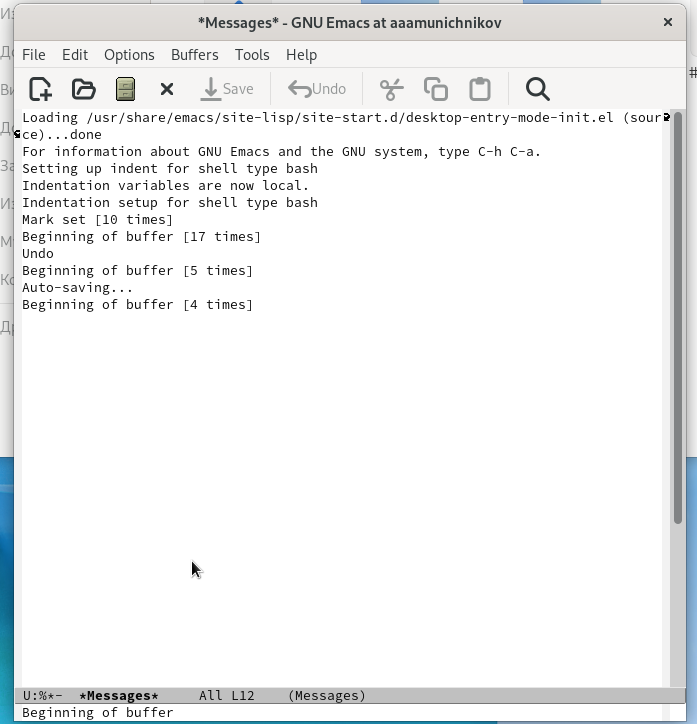 *Messages* - GNU Emacs at aaamunichnikov
File Edit Options Buffers Tools Help
Save Undo
Loading /usr/share/emacs/site-lisp/site-start.d/desktop-entry-mode-init.el (sour
ce)...done
For information about GNU Emacs and the GNU system, type C-h C-a.
Setting up indent for shell type bash
Indentation variables are now local.
Indentation setup for shell type bash
Mark set [10 times]
Beginning of buffer [17 times]
Undo
Beginning of buffer [5 times]
Auto-saving...
Beginning of buffer [4 times]
U:%*- *Messages* All L12 (Messages)
Beginning of buffer